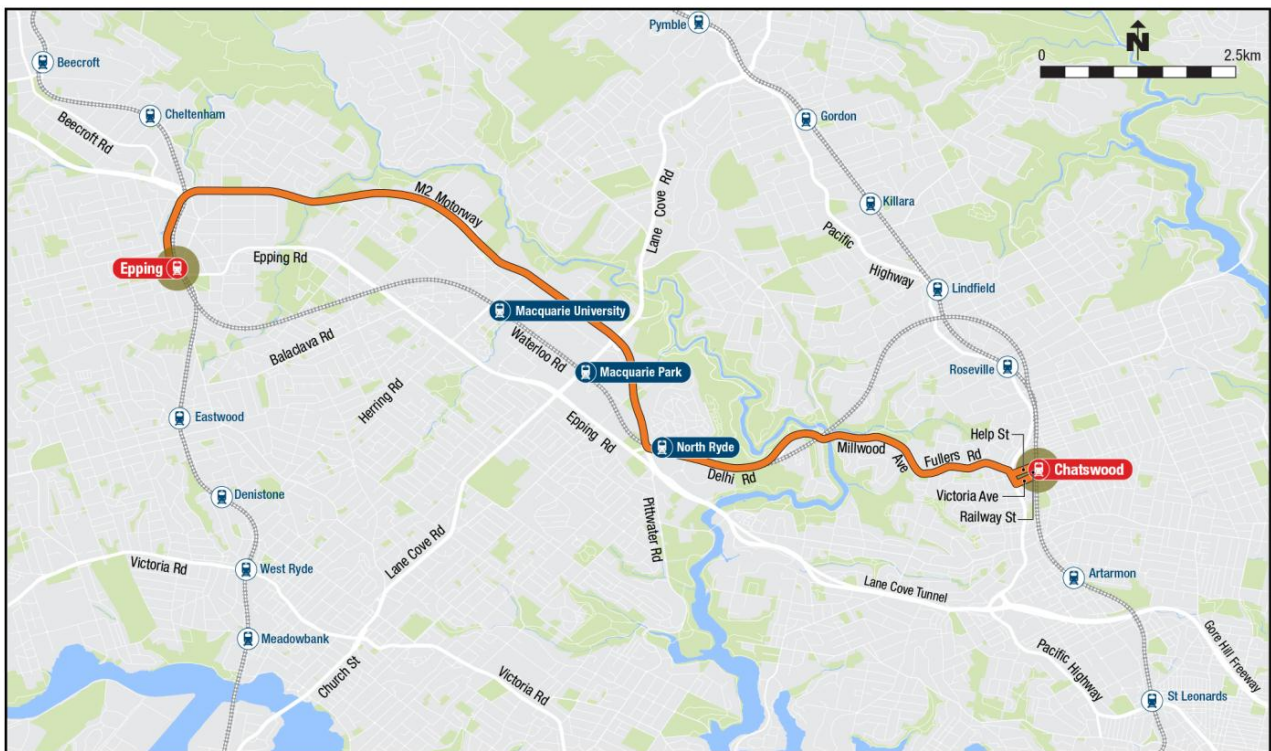 Pymble
N
0
2.5km
Beecroft
Cheltenham
Beecroft Rd
Gordon
Lane Cove Rd
M2 Motorway
Killara
Pacific
Highway
Epping
Epping Rd
Lindfield
Macquarie University
Balaclava Rd
Waterloo Rd
Macquarie Park
Roseville
Herring Rd
Eastwood
Epping Rd
North Ryde
Delhi Rd
Millwood
Ave
Fullers Rd
Help St
Chatswood
Victoria Ave
Railway St
Denistone
Pittwater Rd
Lane Cove Rd
Victoria Rd
West Ryde
Lane Cove Tunnel
Artarmon
Meadowbank
Church St
Victoria Rd
Pacific Highway
Gore Hill Freeway
St Leonards